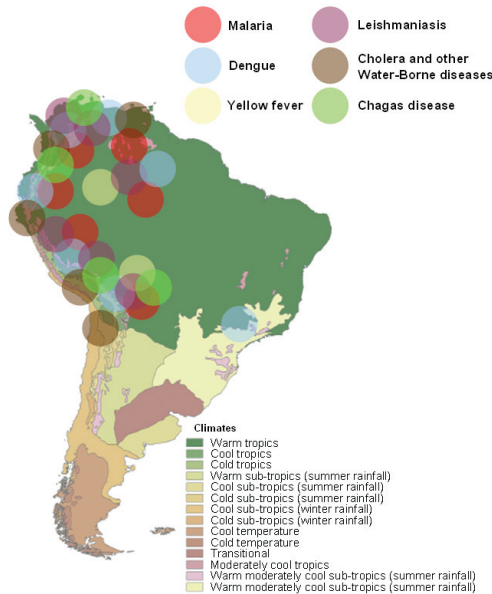 Malaria
Leishmaniasis
Dengue
Cholera and other
Water-Borne diseases
Yellow fever
Chagas disease
Climates
Warm tropics
Cool tropics
Cold tropics
Warm sub-tropics (summer rainfall)
Cool sub-tropics (summer rainfall)
Cold sub-tropics (summer rainfall)
Cool sub-tropics (winter rainfall)
Cold sub-tropics (winter rainfall)
Cool temperature
Cold temperature
Transitional
Moderately cool tropics
Warm moderately cool sub-tropics (summer rainfall)
Warm moderately cool sub-tropics (summer rainfall)